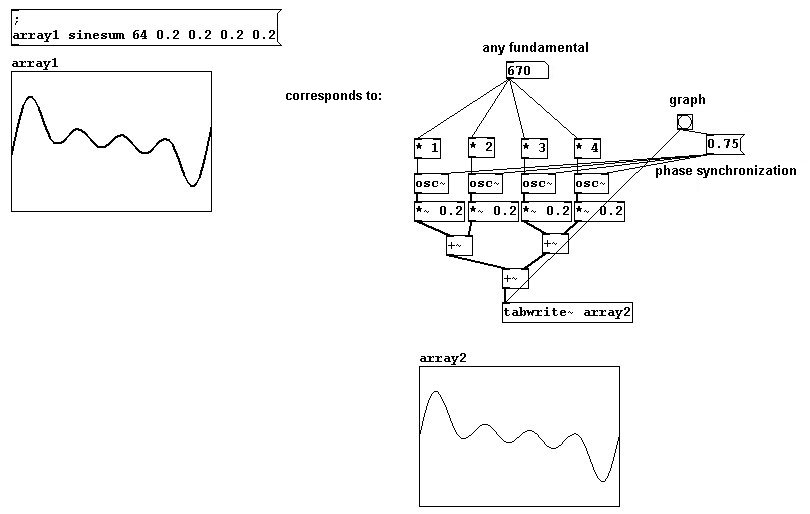 ;
array1 sinesum 64 0.2 0.2 0.2 0.2
array1
any fundamental
670
corresponds to:
graph
* 1
* 2
* 3
* 4
0.75
phase synchronization
osc~
osc~
osc~
osc~
*~ 0.2
*~ 0.2
*~ 0.2
*~ 0.2
+~
+~
+~
tabwrite~ array2
array2